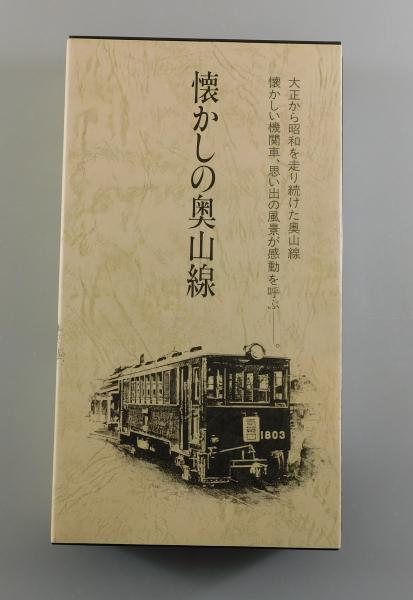 大正から昭和を走り続けた奥山線
懐かしい機関車、思い出の風景が感動を呼ぶ――。
懐かしの奥山線
1803